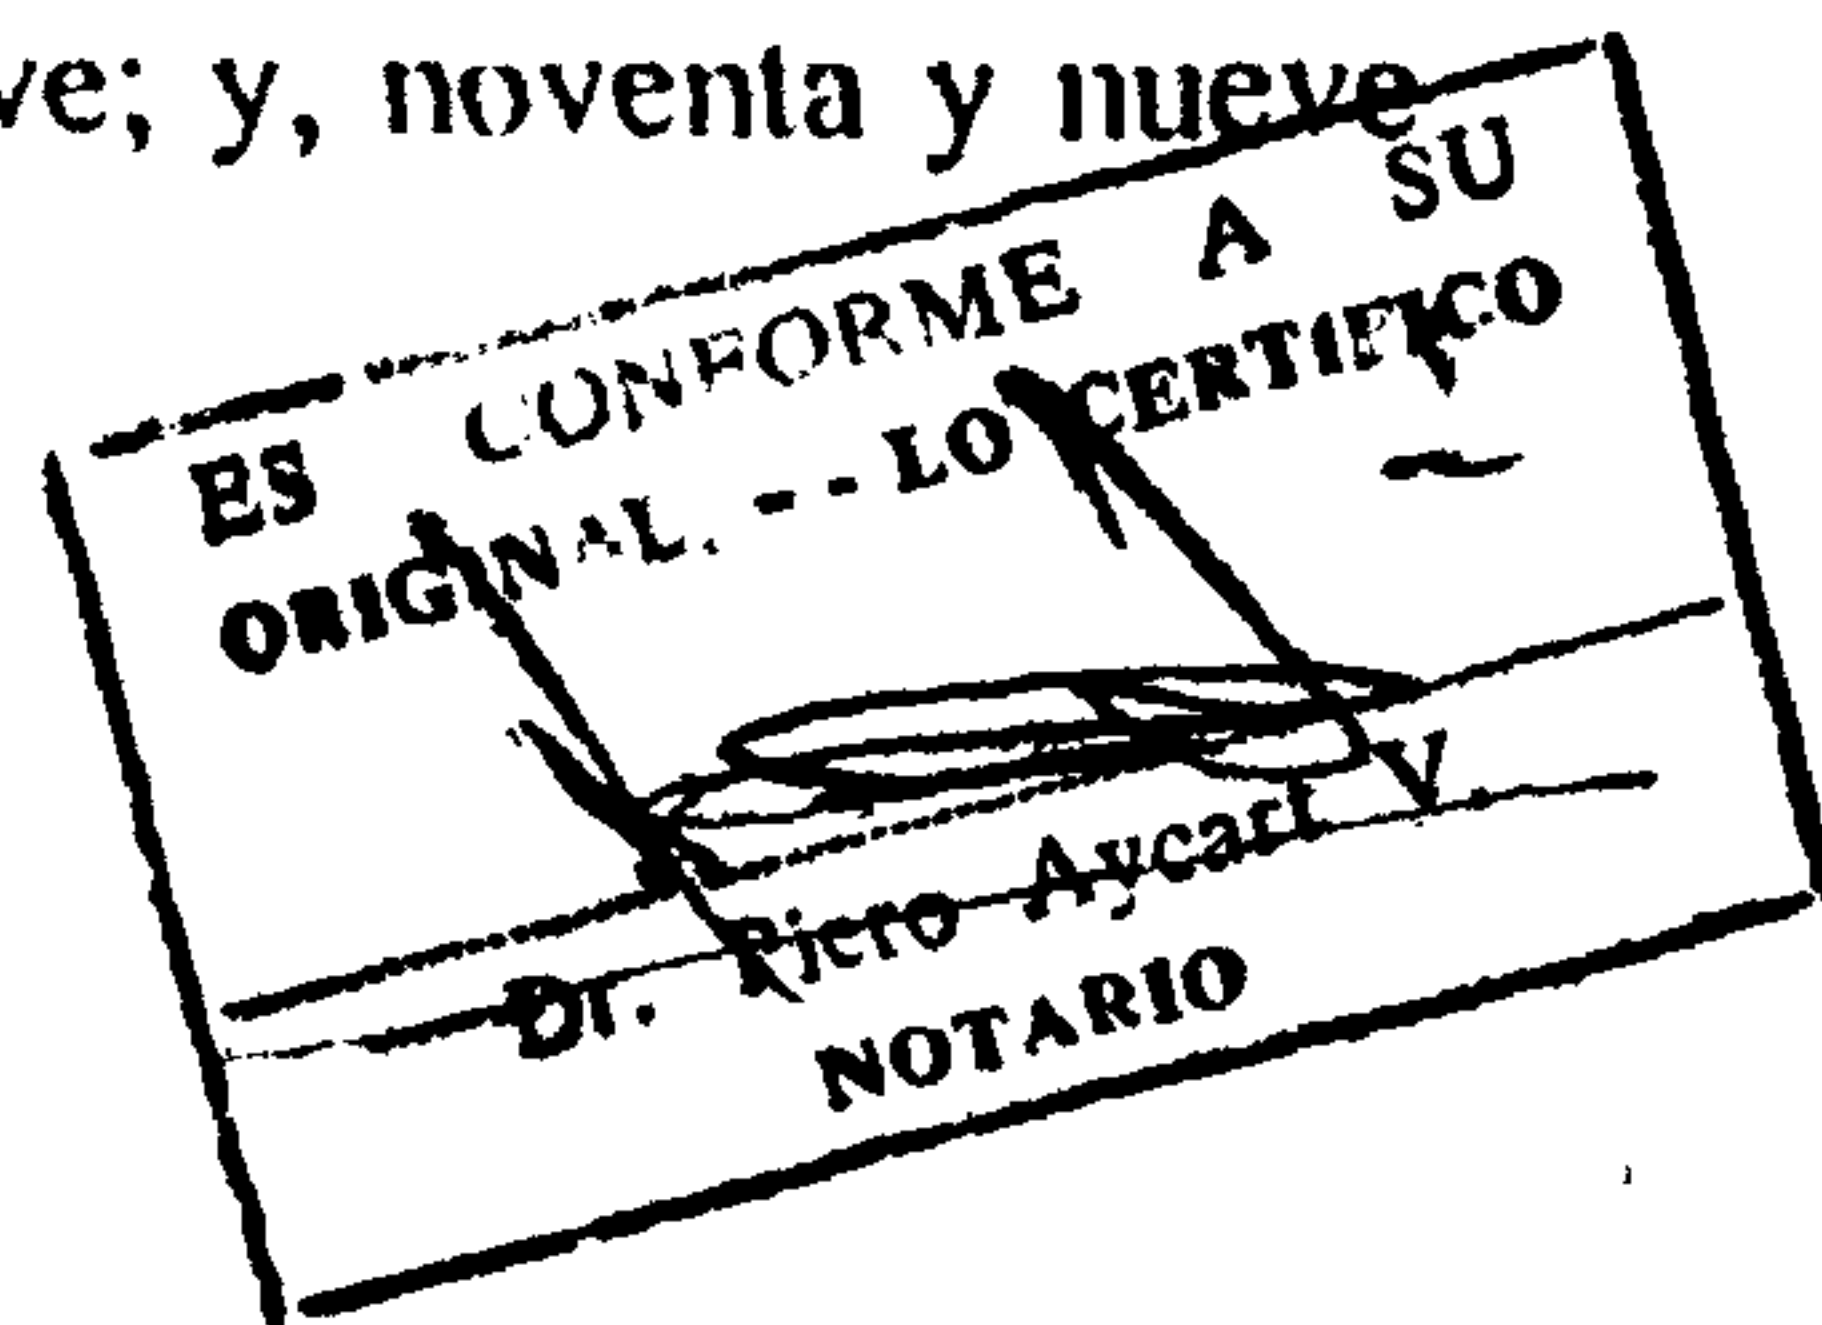 ve; y, noventa y nueve
ES CONFORME A SU
ORIGINAL. -- LO CERTIFICO
Dr. Piero Aycart V.
NOTARIO